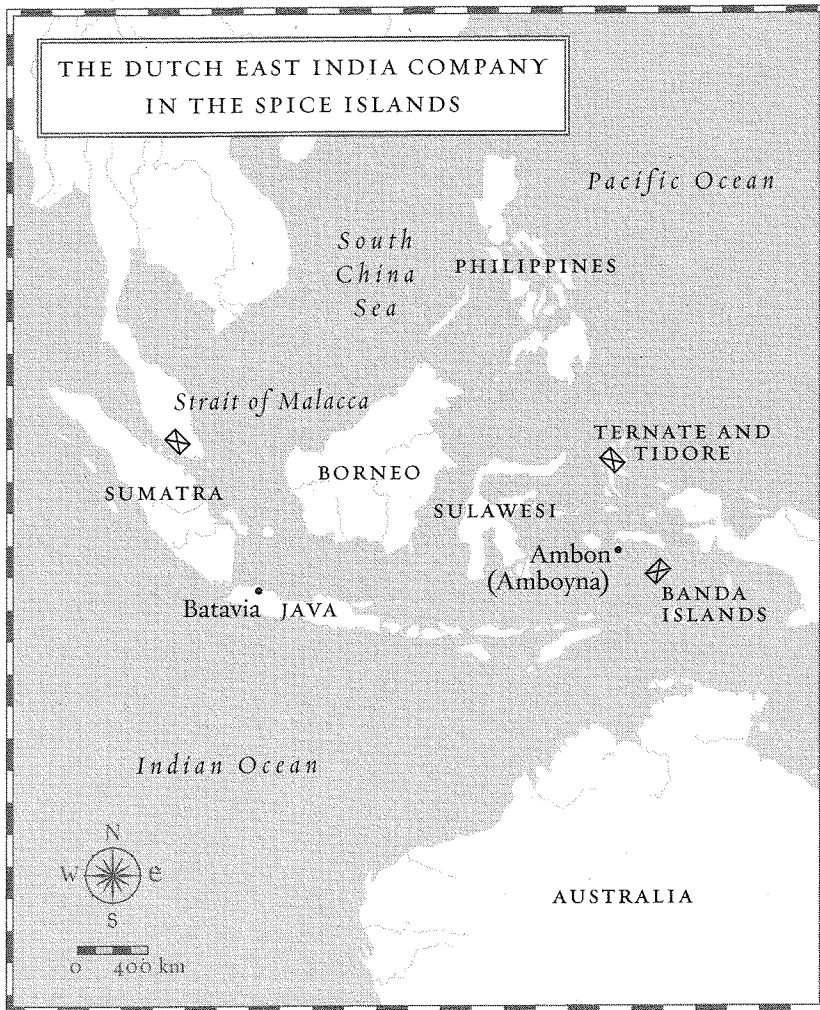 THE DUTCH EAST INDIA COMPANY
IN THE SPICE ISLANDS
Pacific Ocean
South
China
Sea
PHILIPPINES
Strait of Malacca
TERNATE AND
TIDORE
BORNEO
SUMATRA
SULAWESI
Ambon
(Amboyna)
BANDA
ISLANDS
Batavia
JAVA
Indian Ocean
N
W
e
S
AUSTRALIA
0 400 km